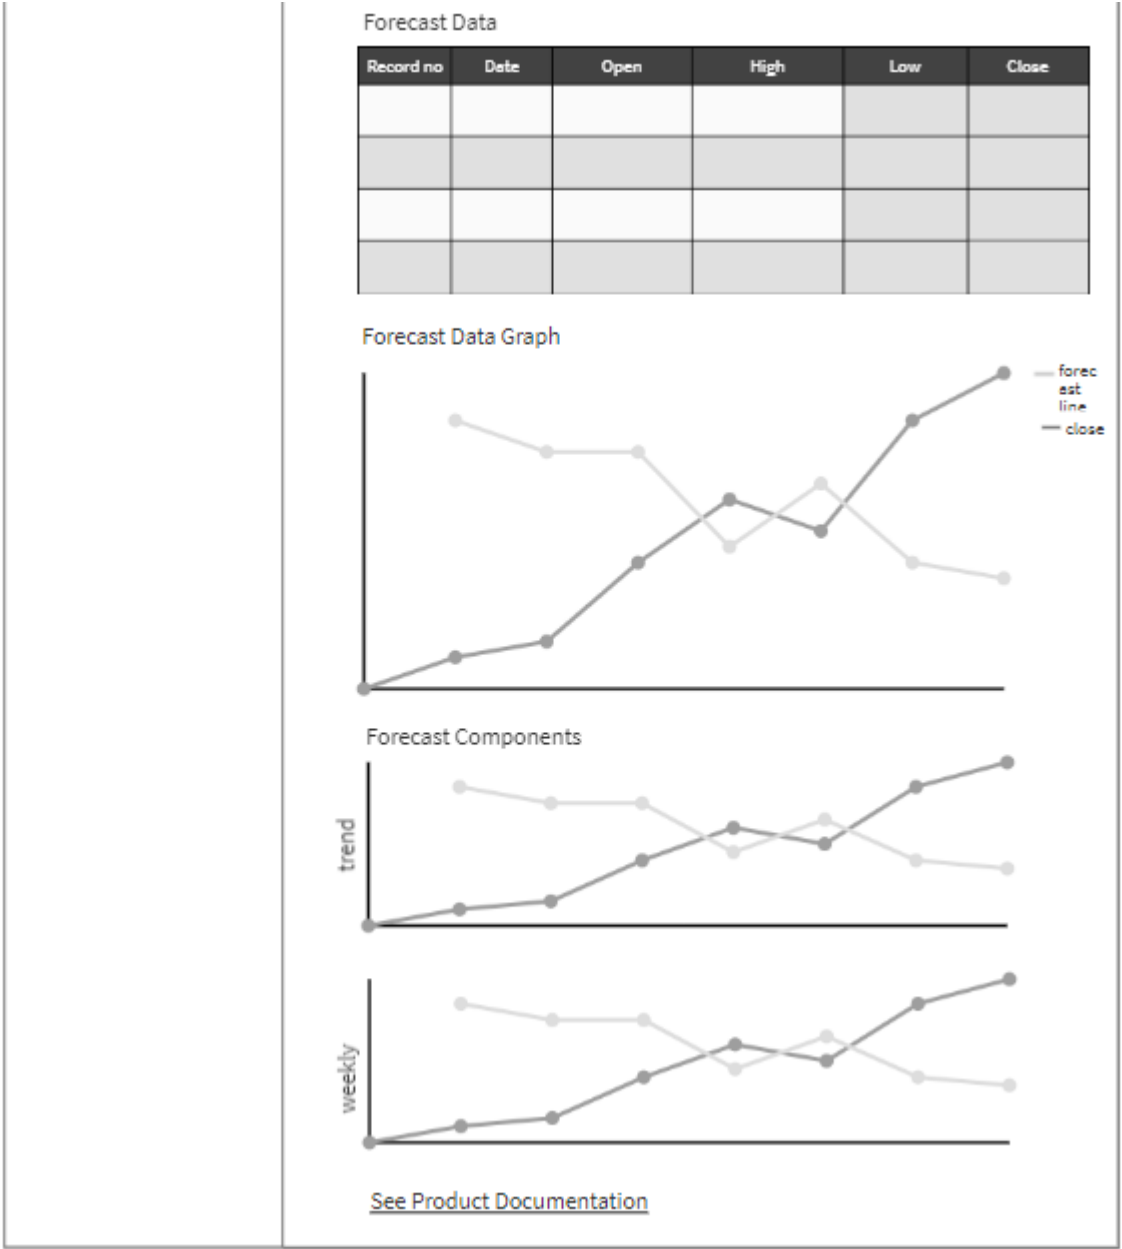 Forecast Data
Record no Date Open High Low Close
Forecast Data Graph
forec
ast
line
close
Forecast Components
trend
weekly
See Product Documentation